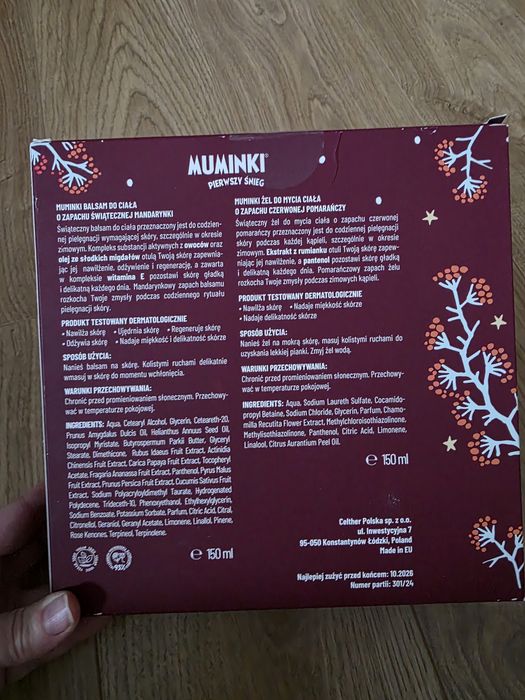 MUMINKI®
PIERWSZY ŚNIEG
MUMINKI BALSAM DO CIAŁA
O ZAPACHU ŚWIĄTECZNEJ MANDARYNKI
Świąteczny balsam do ciała przeznaczony jest do codzien-
nej pielęgnacji wymagającej skóry, szczególnie w okresie
zimowym. Kompleks substancji aktywnych z owoców oraz
olej ze słodkich migdałów otulą Twoją skórę zapewnia-
jąc jej nawilżenie, odżywienie i regenerację, a zawarta
w kompleksie witamina E pozostawi skórę gładką
i delikatną każdego dnia. Mandarynkowy zapach balsamu
rozkocha Twoje zmysły podczas codziennego rytuału
pielęgnacji skóry.
PRODUKT TESTOWANY DERMATOLOGICZNIE
• Nawilża skórę • Ujędrnia skórę • Regeneruje skórę
• Odżywia skórę • Nadaje miękkość i delikatność skórze
SPOSÓB UŻYCIA:
Nanieś balsam na skórę. Kolistymi ruchami delikatnie
wmasuj w skórę do momentu wchłonięcia.
WARUNKI PRZECHOWYWANIA:
Chronić przed promieniowaniem słonecznym. Przechowy-
wać w temperaturze pokojowej.
INGREDIENTS: Aqua, Cetearyl Alcohol, Glycerin, Ceteareth-20,
Prunus Amygdalus Dulcis Oil, Helianthus Annuus Seed Oil,
Isopropyl Myristate, Butyrospermum Parkii Butter, Glyceryl
Stearate, Dimethicone, Rubus Idaeus Fruit Extract, Actinidia
Chinensis Fruit Extract, Carica Papaya Fruit Extract, Tocopheryl
Acetate, Fragaria Ananassa Fruit Extract, Panthenol, Pyrus Malus
Fruit Extract, Prunus Persica Fruit Extract, Cucumis Sativus Fruit
Extract, Sodium Polyacryloyldimethyl Taurate, Hydrogenated
Polydecene, Trideceth-10, Phenoxyethanol, Ethylhexylglycerin,
Sodium Benzoate, Potassium Sorbate, Parfum, Citric Acid, Citral,
Citronellol, Geraniol, Geranyl Acetate, Limonene, Linalool, Pinene,
Rose Ketones, Terpineol, Terpinolene.
95%
℮ 150 ml
MUMINKI ŻEL DO MYCIA CIAŁA
O ZAPACHU CZERWONEJ POMARAŃCZY
Świąteczny żel do mycia ciała o zapachu czerwonej
pomarańczy przeznaczony jest do codziennej pielęgnacji
skóry podczas każdej kąpieli, szczególnie w okresie
zimowym. Ekstrakt z rumianku otuli Twoją skórę zapew-
niając jej nawilżenie, a pantenol pozostawi skórę gładką
i delikatną każdego dnia. Pomarańczowy zapach żelu
rozkocha Twoje zmysły podczas zimowych kąpieli.
PRODUKT TESTOWANY DERMATOLOGICZNIE
• Nawilża skórę • Nadaje miękkość skórze
• Nadaje delikatność skórze
SPOSÓB UŻYCIA:
Nanieś żel na mokrą skórę, masuj kolistymi ruchami do
uzyskania lekkiej pianki. Zmyj żel wodą.
WARUNKI PRZECHOWYWANIA:
Chronić przed promieniowaniem słonecznym. Przechowy-
wać w temperaturze pokojowej.
INGREDIENTS: Aqua, Sodium Laureth Sulfate, Cocamido-
propyl Betaine, Sodium Chloride, Glycerin, Parfum, Chamo-
milla Recutita Flower Extract, Methylchloroisothiazolinone,
Methylisothiazolinone, Panthenol, Citric Acid, Limonene,
Linalool, Citrus Aurantium Peel Oil.
℮ 150 ml
Celther Polska sp. z o.o.
ul. Inwestycyjna 7
95-050 Konstantynów Łódzki, Poland
Made in EU
Najlepiej zużyć przed końcem: 10.2026
Numer partii: 301/24